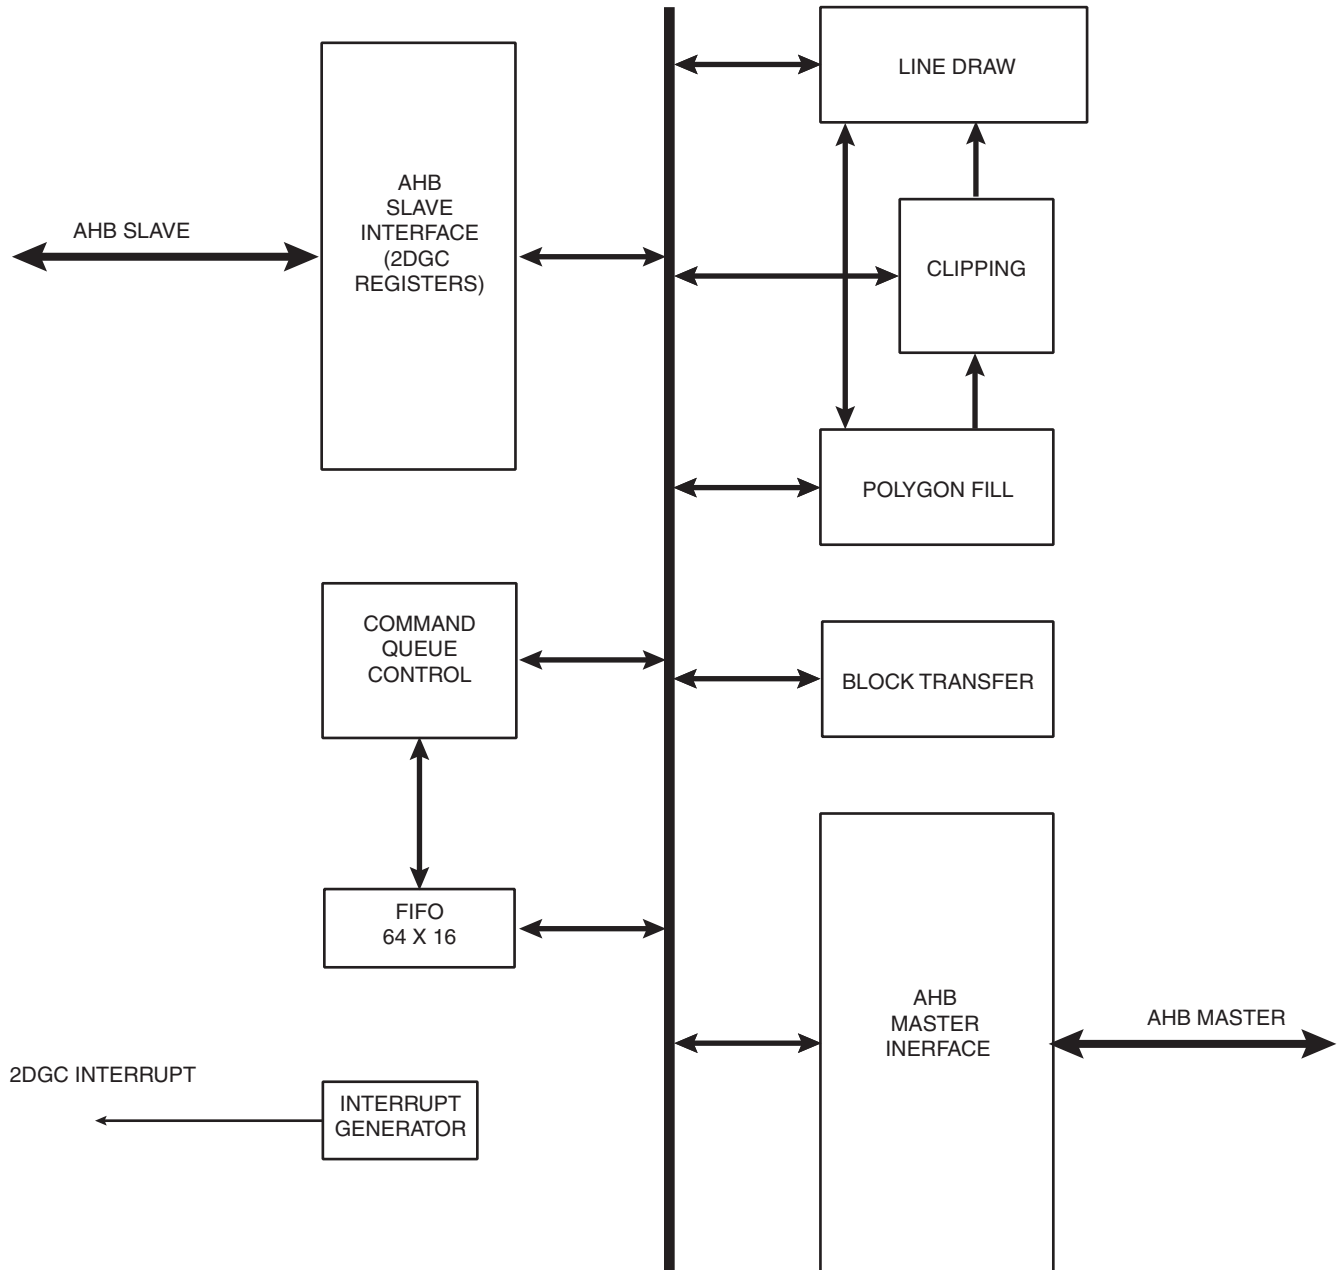 LINE DRAW
AHB
SLAVE
INTERFACE
(2DGC
REGISTERS)
AHB SLAVE
CLIPPING
POLYGON FILL
COMMAND
QUEUE
CONTROL
BLOCK TRANSFER
FIFO
64 X 16
AHB
MASTER
INERFACE
AHB MASTER
2DGC INTERRUPT
INTERRUPT
GENERATOR